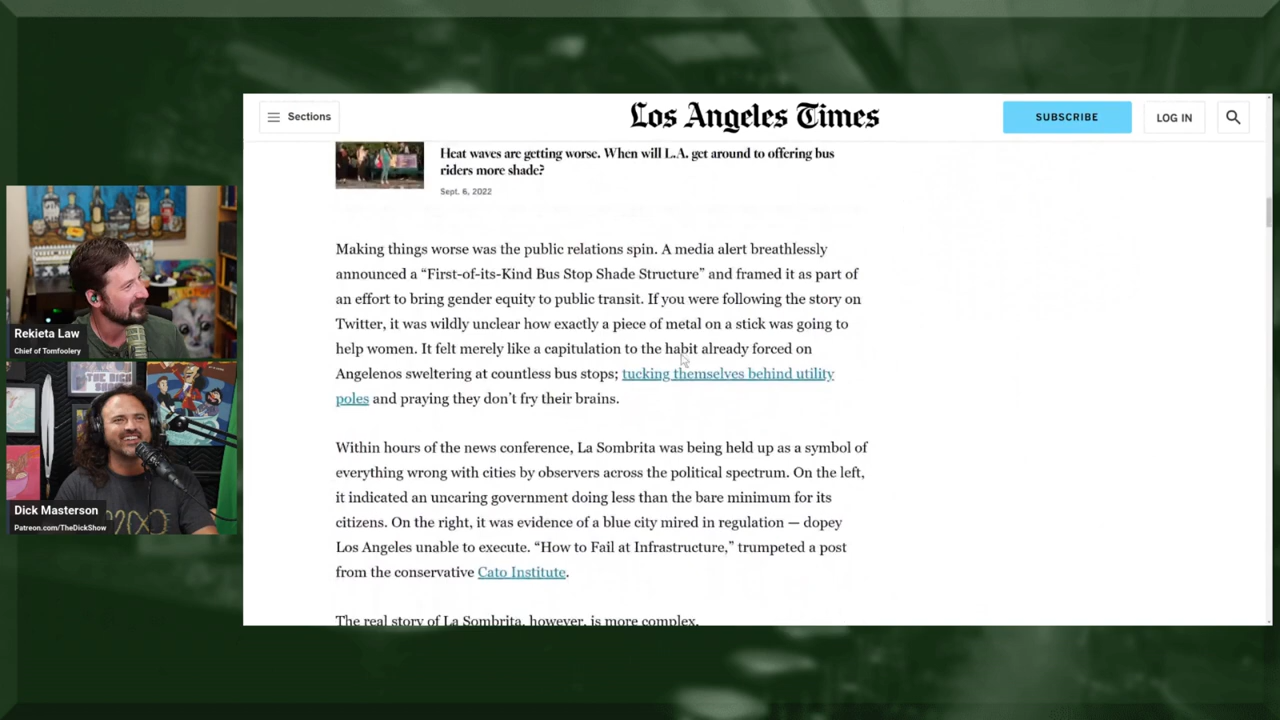 Sections
Los Angeles Times
SUBSCRIBE
LOG IN
Heat waves are getting worse. When will L.A. get around to offering bus
riders more shade?
Sept. 6, 2022
Making things worse was the public relations spin. A media alert breathlessly
announced a “First-of-its-Kind Bus Stop Shade Structure” and framed it as part of
an effort to bring gender equity to public transit. If you were following the story on
Twitter, it was wildly unclear how exactly a piece of metal on a stick was going to
help women. It felt merely like a capitulation to the habit already forced on
Angelenos sweltering at countless bus stops; tucking themselves behind utility
poles and praying they don’t fry their brains.
Within hours of the news conference, La Sombrita was being held up as a symbol of
everything wrong with cities by observers across the political spectrum. On the left,
it indicated an uncaring government doing less than the bare minimum for its
citizens. On the right, it was evidence of a blue city mired in regulation — dopey
Los Angeles unable to execute. “How to Fail at Infrastructure,” trumpeted a post
from the conservative Cato Institute.
The real story of La Sombrita, however, is more complex.
Rekieta Law
Chief of Tomfoolery
THE DICK
Dick Masterson
Patreon.com/TheDickShow